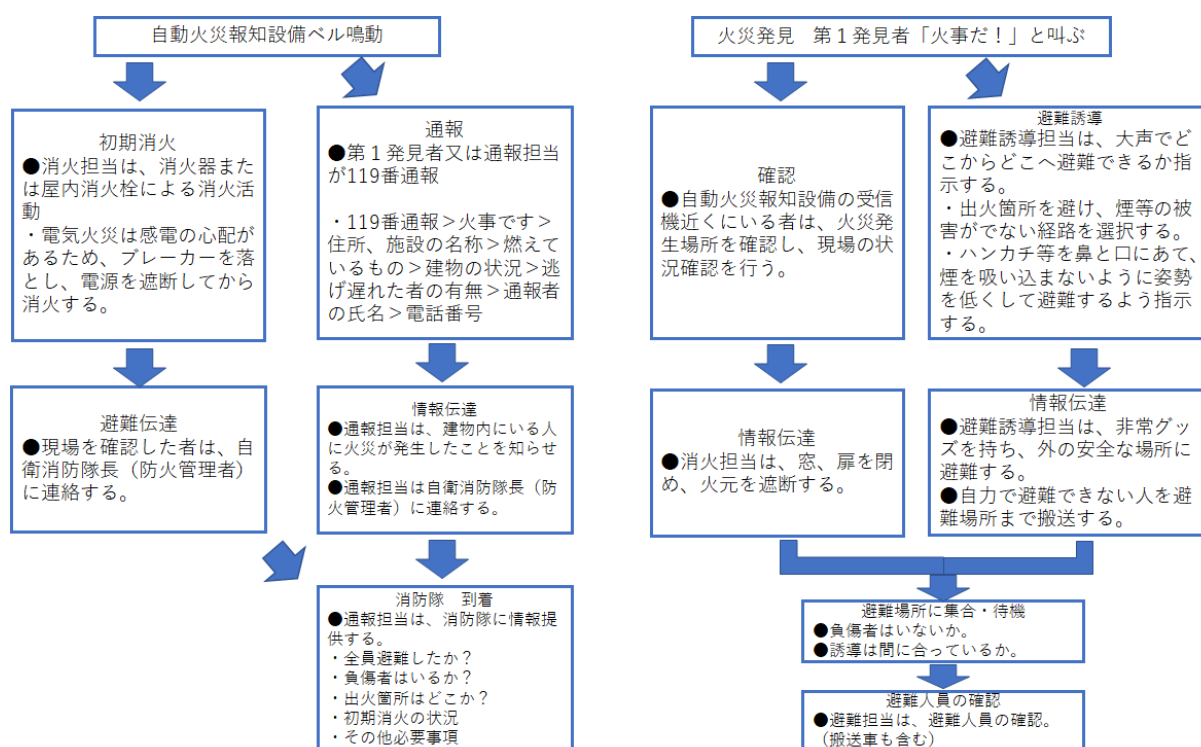 自動火災報知設備ベル鳴動
初期消火
●消火担当は、消火器また
は屋内消火栓による消火活
動
・電気火災は感電の心配が
あるため、ブレーカーを落
とし、電源を遮断してから
消火する。
通報
●第１発見者又は通報担当
が119番通報
・119番通報＞火事です＞
住所、施設の名称＞燃えて
いるもの＞建物の状況＞逃
げ遅れた者の有無＞通報者
の氏名＞電話番号
避難伝達
●現場を確認した者は、自
衛消防隊長（防火管理者）
に連絡する。
情報伝達
●通報担当は、建物内にいる人
に火災が発生したことを知らせ
る。
●通報担当は自衛消防隊長（防
火管理者）に連絡する。
消防隊　到着
●通報担当は、消防隊に情報提
供する。
・全員避難したか？
・負傷者はいるか？
・出火箇所はどこか？
・初期消火の状況
・その他必要事項
火災発見　第１発見者「火事だ！」と叫ぶ
確認
●自動火災報知設備の受信
機近くにいる者は、火災発
生場所を確認し、現場の状
況確認を行う。
避難誘導
●避難誘導担当は、大声でど
こからどこへ避難できるか指
示する。
・出火箇所を避け、煙等の被
害がでない経路を選択する。
・ハンカチ等を鼻と口にあて、
煙を吸い込まないように姿勢
を低くして避難するよう指示
する。
情報伝達
●消火担当は、窓、扉を閉
め、火元を遮断する。
情報伝達
●避難誘導担当は、非常グッ
ズを持ち、外の安全な場所に
避難する。
●自力で避難できない人を避
難場所まで搬送する。
避難場所に集合・待機
●負傷者はいないか。
●誘導は間に合っているか。
避難人員の確認
●避難担当は、避難人員の確認。
（搬送車も含む）